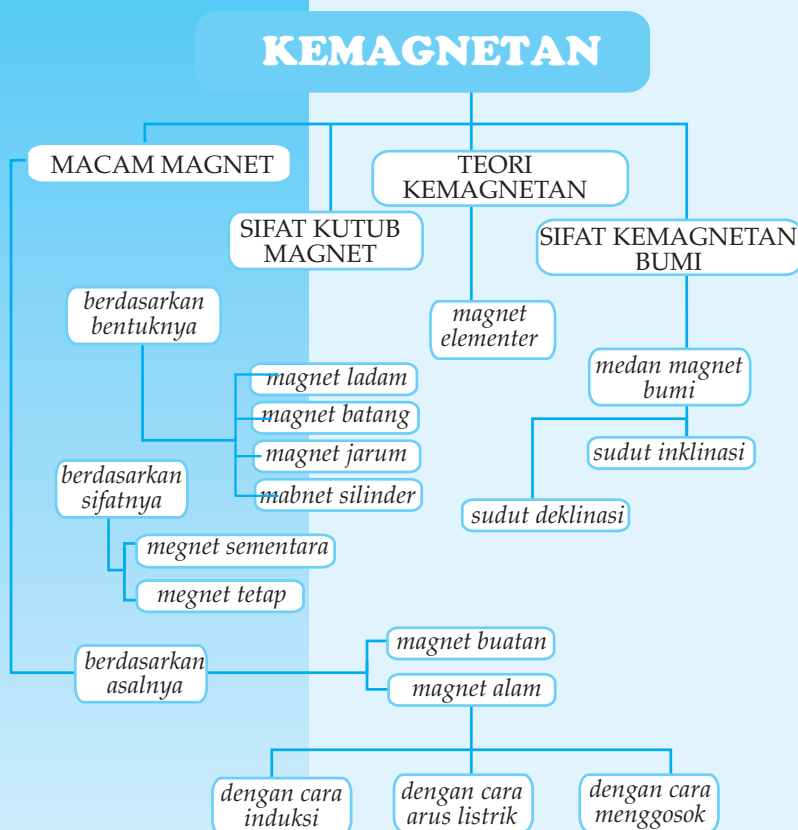 KEMAGNETAN
MACAM MAGNET
TEORI
KEMAGNETAN
SIFAT KUTUB
MAGNET
SIFAT KEMAGNETAN
BUMI
berdasarkan
bentuknya
magnet
elementer
magnet ladam
magnet batang
magnet jarum
mabnet silinder
medan magnet
bumi
sudut inklinasi
sudut deklinasi
berdasarkan
sifatnya
megnet sementara
megnet tetap
berdasarkan
asalnya
magnet buatan
magnet alam
dengan cara
induksi
dengan cara
arus listrik
dengan cara
menggosok